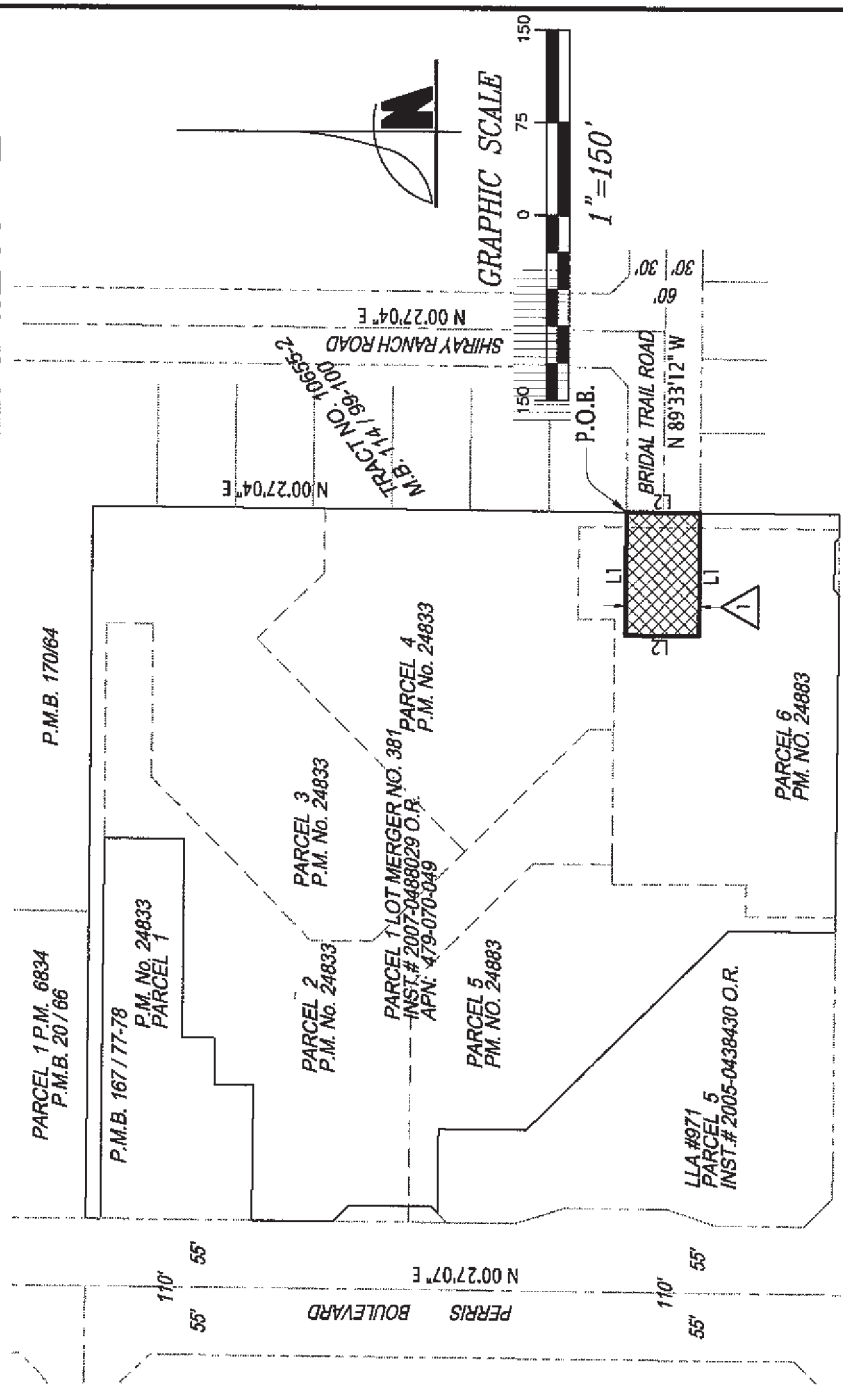 P.M.B. 170/64
PARCEL 1 P.M. 6834
P.M.B. 20 / 66
P.M.B. 167 / 77-78
P.M. No. 24833
PARCEL 1
PARCEL 2
P.M. No. 24833
PARCEL 3
P.M. No. 24833
PARCEL 4
P.M. No. 24833
PARCEL 1 LOT MERGER NO. 381
INST.# 2007-0488029 O.R.
APN: 479-070-049
PARCEL 5
PM. NO. 24883
PARCEL 6
PM. NO. 24883
LLA #971
PARCEL 5
INST.# 2005-0438430 O.R.
N 00°27'04" E
TRACT NO. 10655-2
M.B. 114 / 99-100
SHIRAY RANCH ROAD
N 00°27'04" E
P.O.B.
BRIDAL TRAIL ROAD
N 89°33'12" W
30'
30'
60'
L1
L1
L2
L2
1
N
GRAPHIC SCALE
150
0
75
150
1"=150'
PERRIS BOULEVARD
N 00°27'07" E
110'
55'
55'
110'
55'
55'